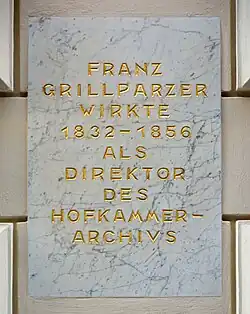 FRANZ
GRILLPARZER
WIRKTE
1832–1856
ALS
DIREKTOR
DES
HOFKAMMER–
ARCHIVS